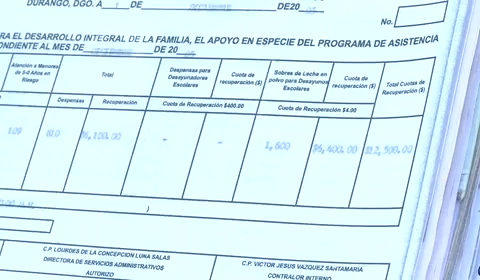 DURANGO, DGO. A DE DE20
No.
RA EL DESARROLLO INTEGRAL DE LA FAMILIA, EL APOYO EN ESPECIE DEL PROGRAMA DE ASISTENCIA
ONDIENTE AL MES DE DE 20
Atención a Menores de 5-0 Años en Riesgo
Total
Despensas para Desayunadores Escolares
Cuota de Recuperación ($)
Sobres de Leche en polvo para Desayunos Escolares
Cuota de recuperación ($)
Total Cuotas de Recuperación ($)
Despensas
Recuperación
Cuota de Recuperación $400.00
Cuota de Recuperación $4.00
109 810 $6,100.00 - - 1,600 $6,400.00 $12,500.00
C.P. LOURDES DE LA CONCEPCION LUNA SALAS
DIRECTORA DE SERVICIOS ADMINISTRATIVOS
AUTORIZO
C.P. VICTOR JESUS VAZQUEZ SANTAMARIA
CONTRALOR INTERNO